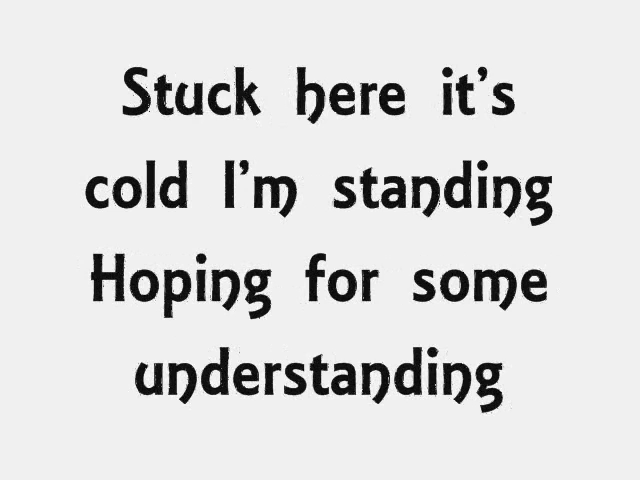 Stuck here it’s
cold I’m standing
Hoping for some
understanding